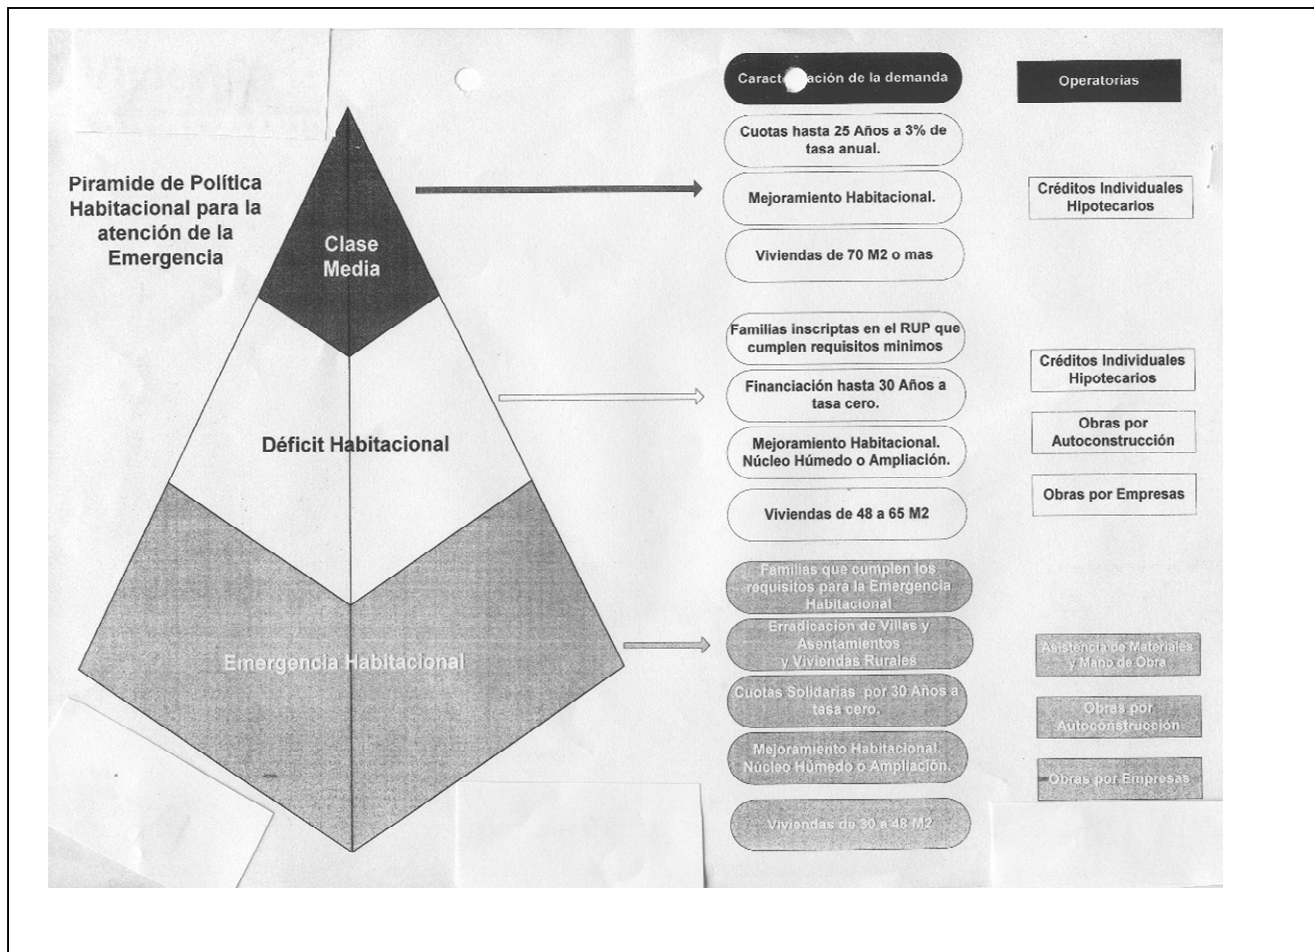 Piramide de Política
Habitacional para la
atención de la
Emergencia
Clase
Media
Déficit Habitacional
Emergencia Habitacional
de la demanda
Cuotas hasta 25 Años a 3% de
tasa anual.
Mejoramiento Habitacional.
Viviendas de 70 M2 o mas
Familias inscriptas en el RUP que
cumplen requisitos minimos
Financiación hasta 30 Años a
tasa cero.
Mejoramiento Habitacional.
Núcleo Húmedo o Ampliación.
Viviendas de 48 a 65 M2
Familias que cumplen los
requisitos para la Emergencia
Habitacional
Erradicacion de Villas y
Asentamientos
y Viviendas Rurales
Cuotas Solidarias por 30 Años a
tasa cero.
Mejoramiento Habitacional.
Núcleo Húmedo o Ampliación.
Viviendas de 30 a 48 M2
Operatorias
Créditos Individuales
Hipotecarios
Créditos Individuales
Hipotecarios
Obras por
Autoconstrucción
Obras por Empresas
Asistencia de Materiales
y Mano de Obra
Obras por
Autoconstrucción
Obras por Empresas